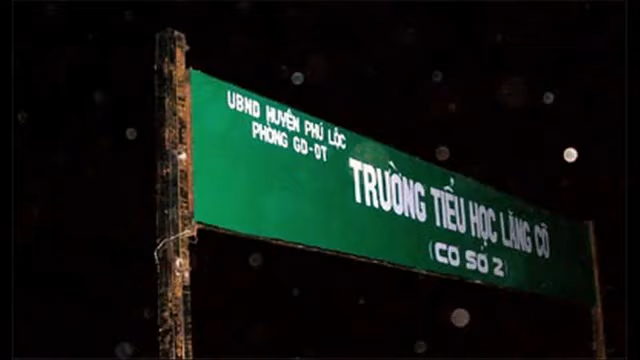 UBND HUYỆN PHÚ LỘC
PHÒNG GD-ĐT
TRƯỜNG TIỂU HỌC LĂNG CÔ
(CƠ SỞ 2)